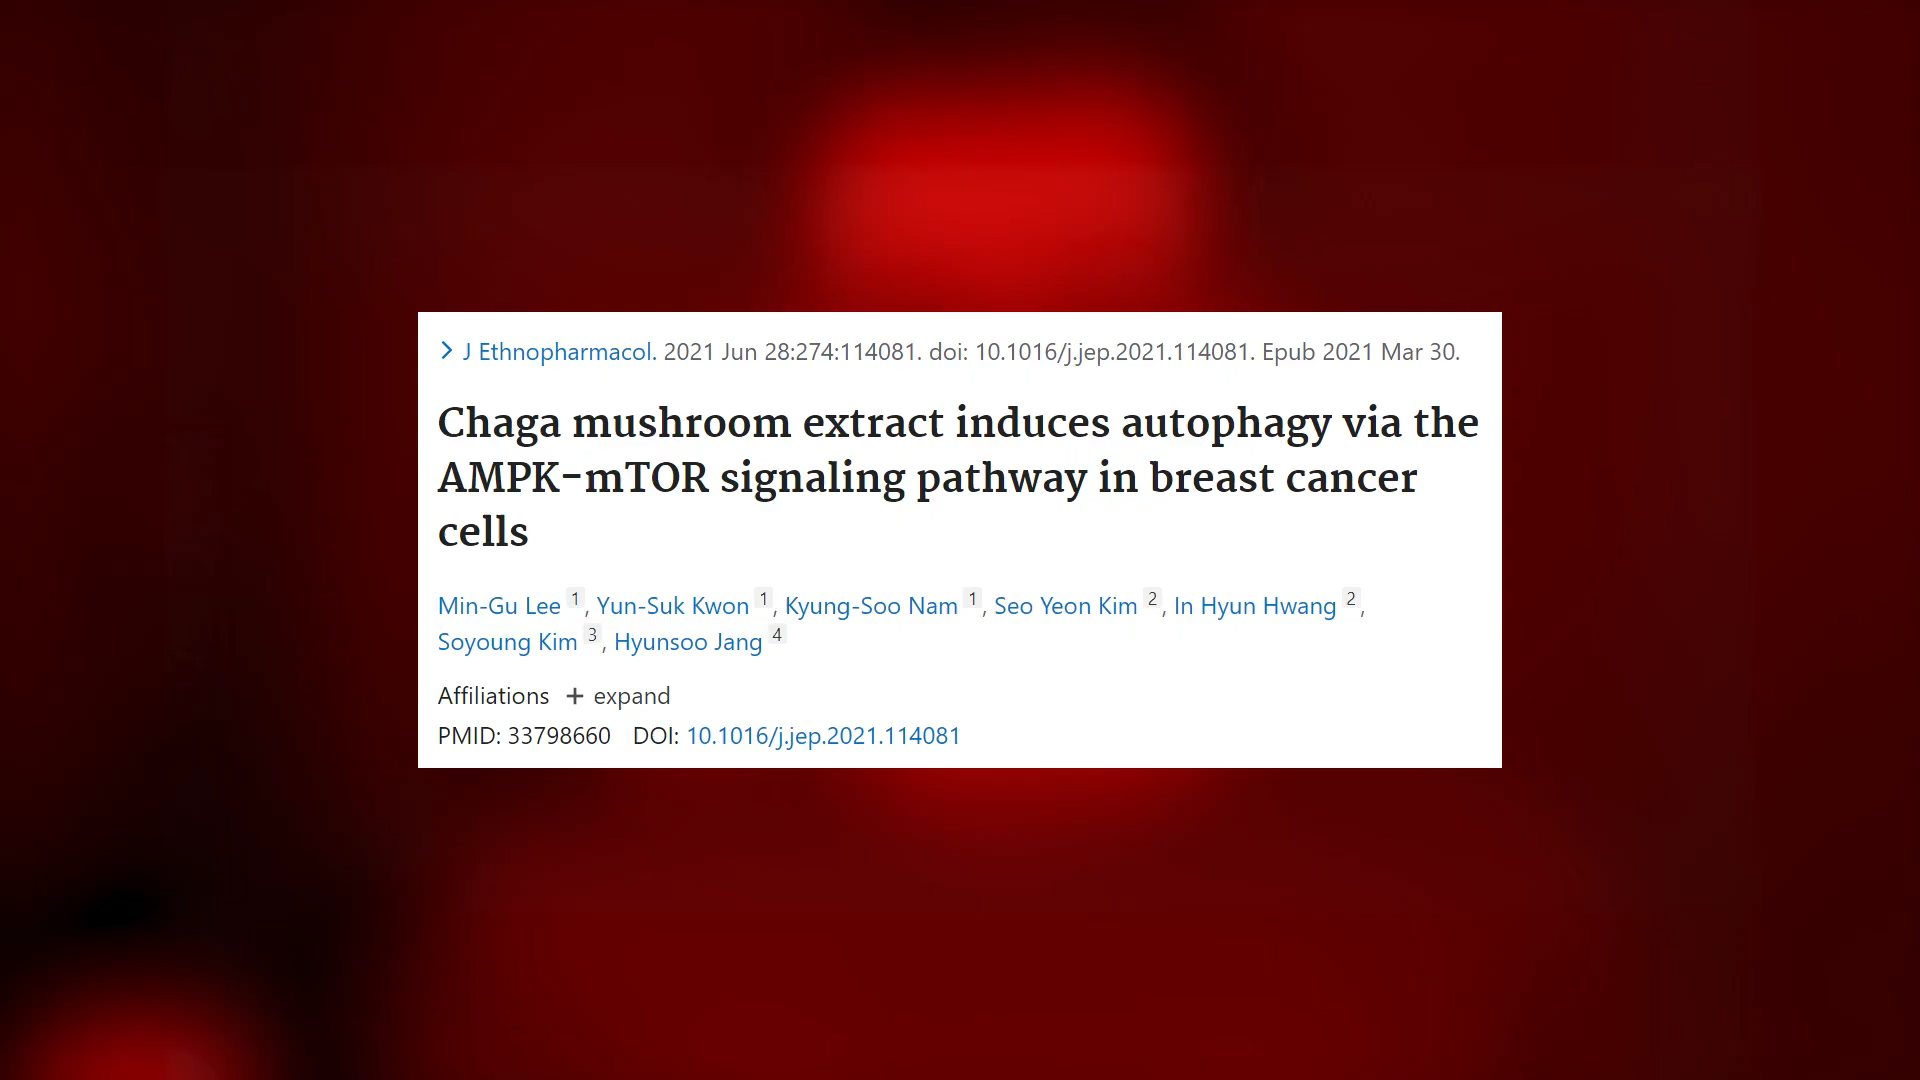 J Ethnopharmacol. 2021 Jun 28:274:114081. doi: 10.1016/j.jep.2021.114081. Epub 2021 Mar 30.
Chaga mushroom extract induces autophagy via the
AMPK-mTOR signaling pathway in breast cancer
cells
Min-Gu Lee 1, Yun-Suk Kwon 1, Kyung-Soo Nam 1, Seo Yeon Kim 2, In Hyun Hwang 2,
Soyoung Kim 3, Hyunsoo Jang 4
Affiliations + expand
PMID: 33798660 DOI: 10.1016/j.jep.2021.114081